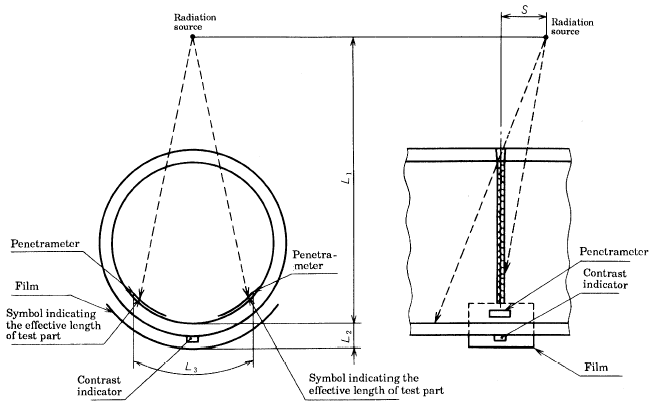 Radiation
source
S
Radiation
source
L1
Penetrameter
Penetra-
meter
Film
Symbol indicating
the effective length
of test part
L2
L3
Contrast
indicator
Symbol indicating the
effective length of test part
Penetrameter
Contrast
indicator
Film